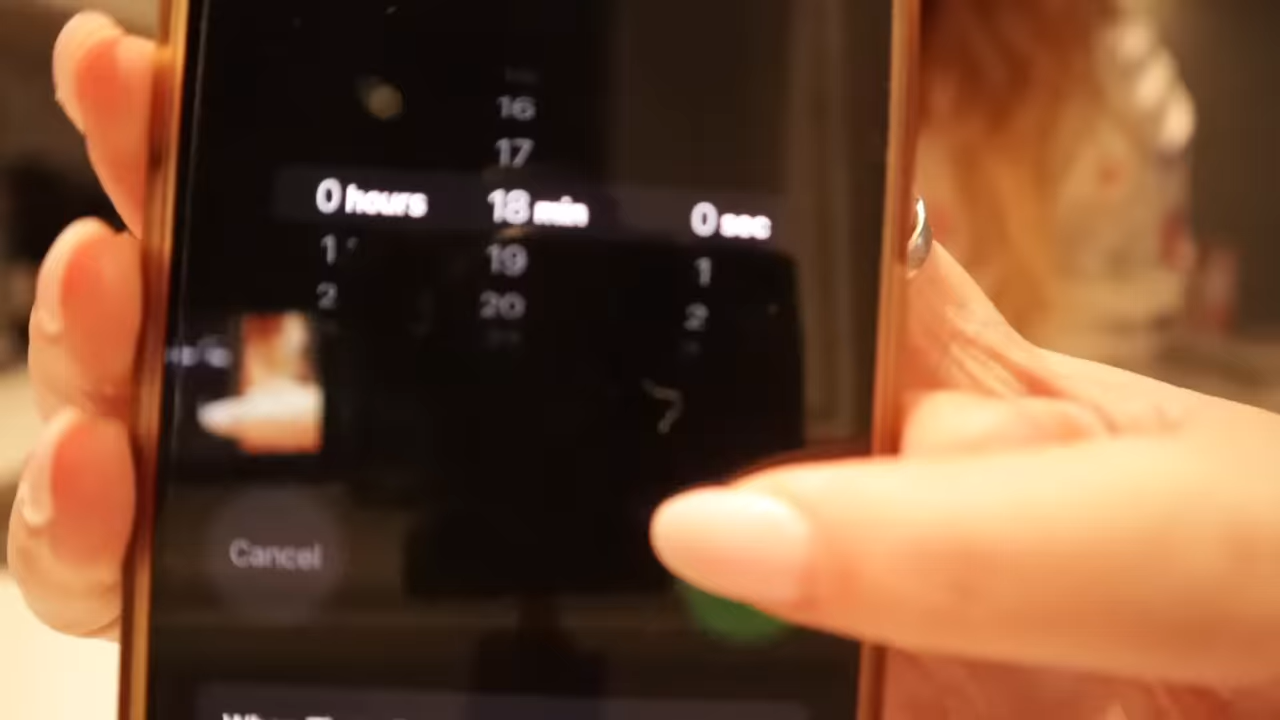 16
17
0 hours 18 min 0 sec
1 19 1
2 20 2
Cancel